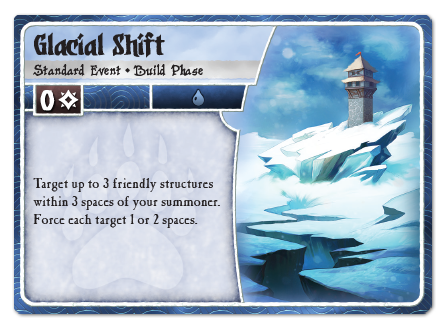 Glacial Shift
Standard Event • Build Phase
0
Target up to 3 friendly structures
within 3 spaces of your summoner.
Force each target 1 or 2 spaces.